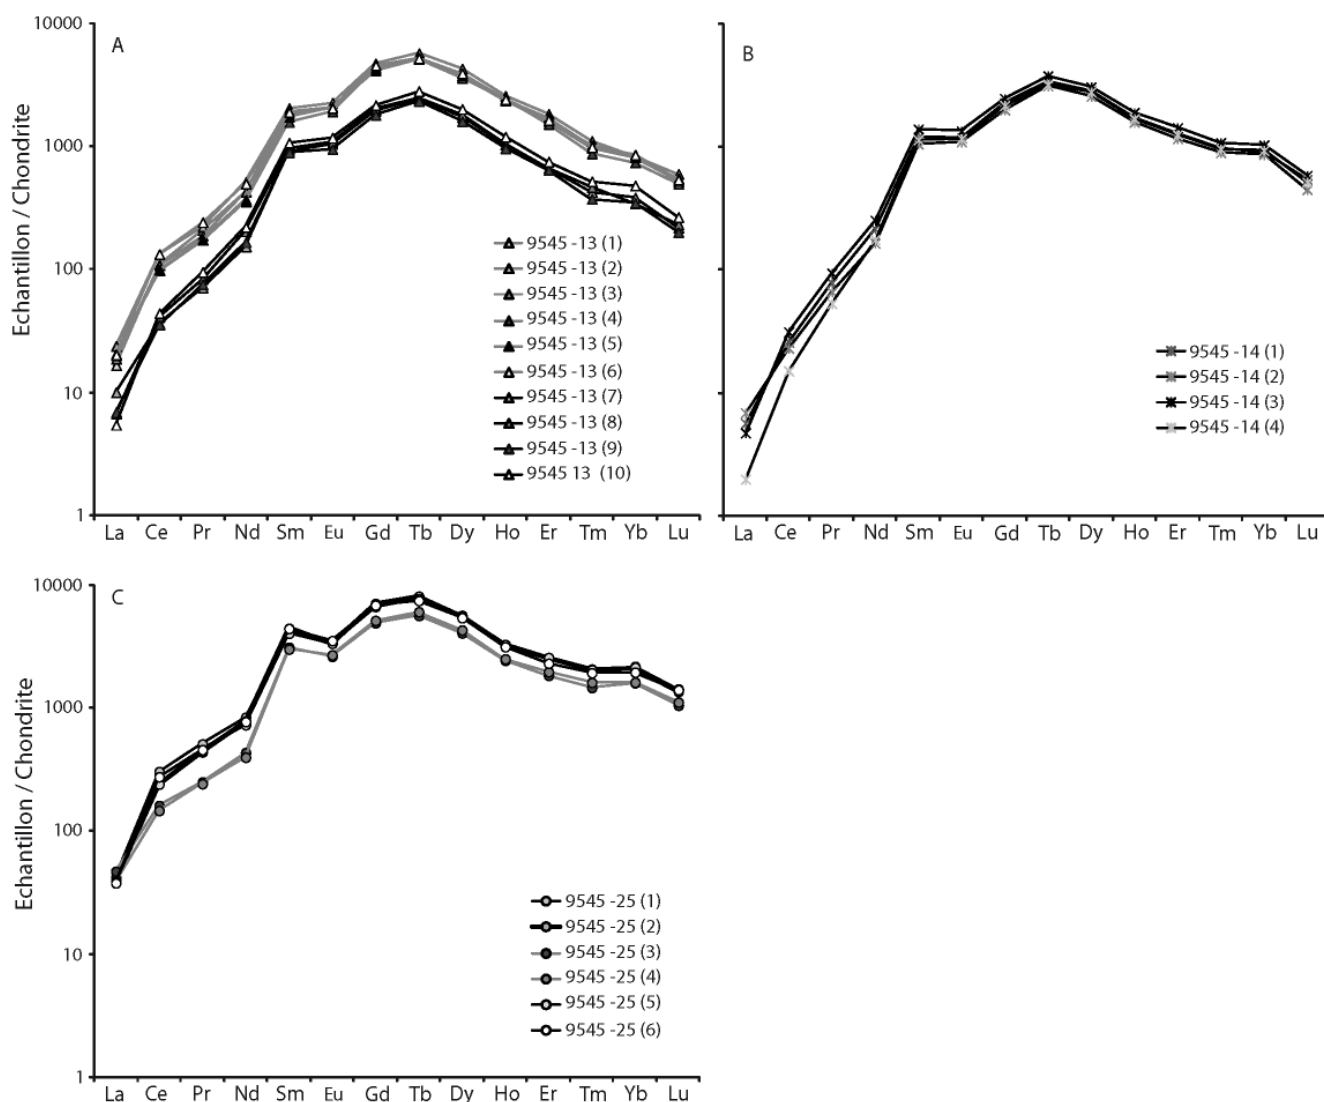 10000
1000
100
10
1
Echantillon / Chondrite
A
9545 -13 (1)
9545 -13 (2)
9545 -13 (3)
9545 -13 (4)
9545 -13 (5)
9545 -13 (6)
9545 -13 (7)
9545 -13 (8)
9545 -13 (9)
9545 13 (10)
La Ce Pr Nd Sm Eu Gd Tb Dy Ho Er Tm Yb Lu
B
9545 -14 (1)
9545 -14 (2)
9545 -14 (3)
9545 -14 (4)
La Ce Pr Nd Sm Eu Gd Tb Dy Ho Er Tm Yb Lu
10000
1000
100
10
1
Echantillon / Chondrite
C
9545 -25 (1)
9545 -25 (2)
9545 -25 (3)
9545 -25 (4)
9545 -25 (5)
9545 -25 (6)
La Ce Pr Nd Sm Eu Gd Tb Dy Ho Er Tm Yb Lu